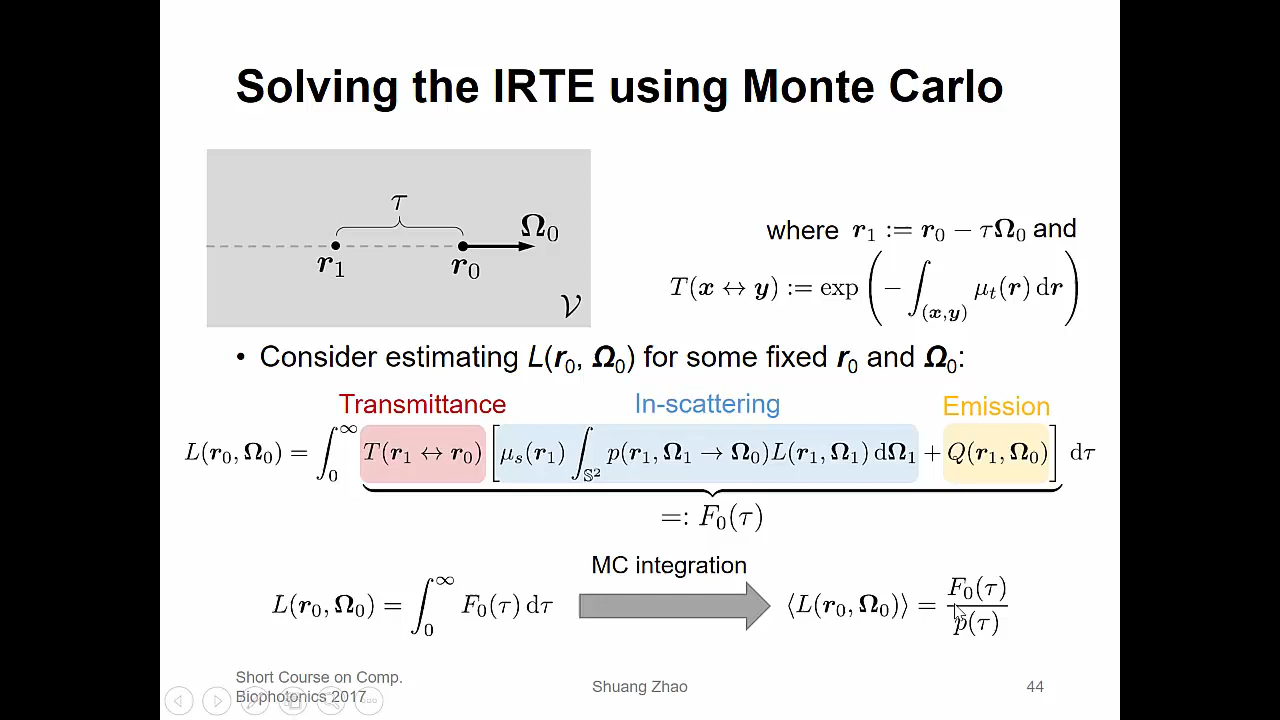 Solving the IRTE using Monte Carlo
τ
Ω₀
r₁
r₀
𝒱
where r₁ := r₀ − τΩ₀ and
T(x ↔ y) := exp(−∫_(x,y) μₜ(r) dr)
• Consider estimating L(r₀, Ω₀) for some fixed r₀ and Ω₀:
Transmittance In-scattering Emission
L(r₀, Ω₀) = ∫₀^∞ T(r₁ ↔ r₀) [μₛ(r₁) ∫_𝕊² p(r₁, Ω₁ → Ω₀)L(r₁, Ω₁) dΩ₁ + Q(r₁, Ω₀)] dτ
=: F₀(τ)
MC integration
L(r₀, Ω₀) = ∫₀^∞ F₀(τ) dτ
⟨L(r₀, Ω₀)⟩ = F₀(τ) / p(τ)
Short Course on Comp.
Biophotonics 2017
Shuang Zhao
44